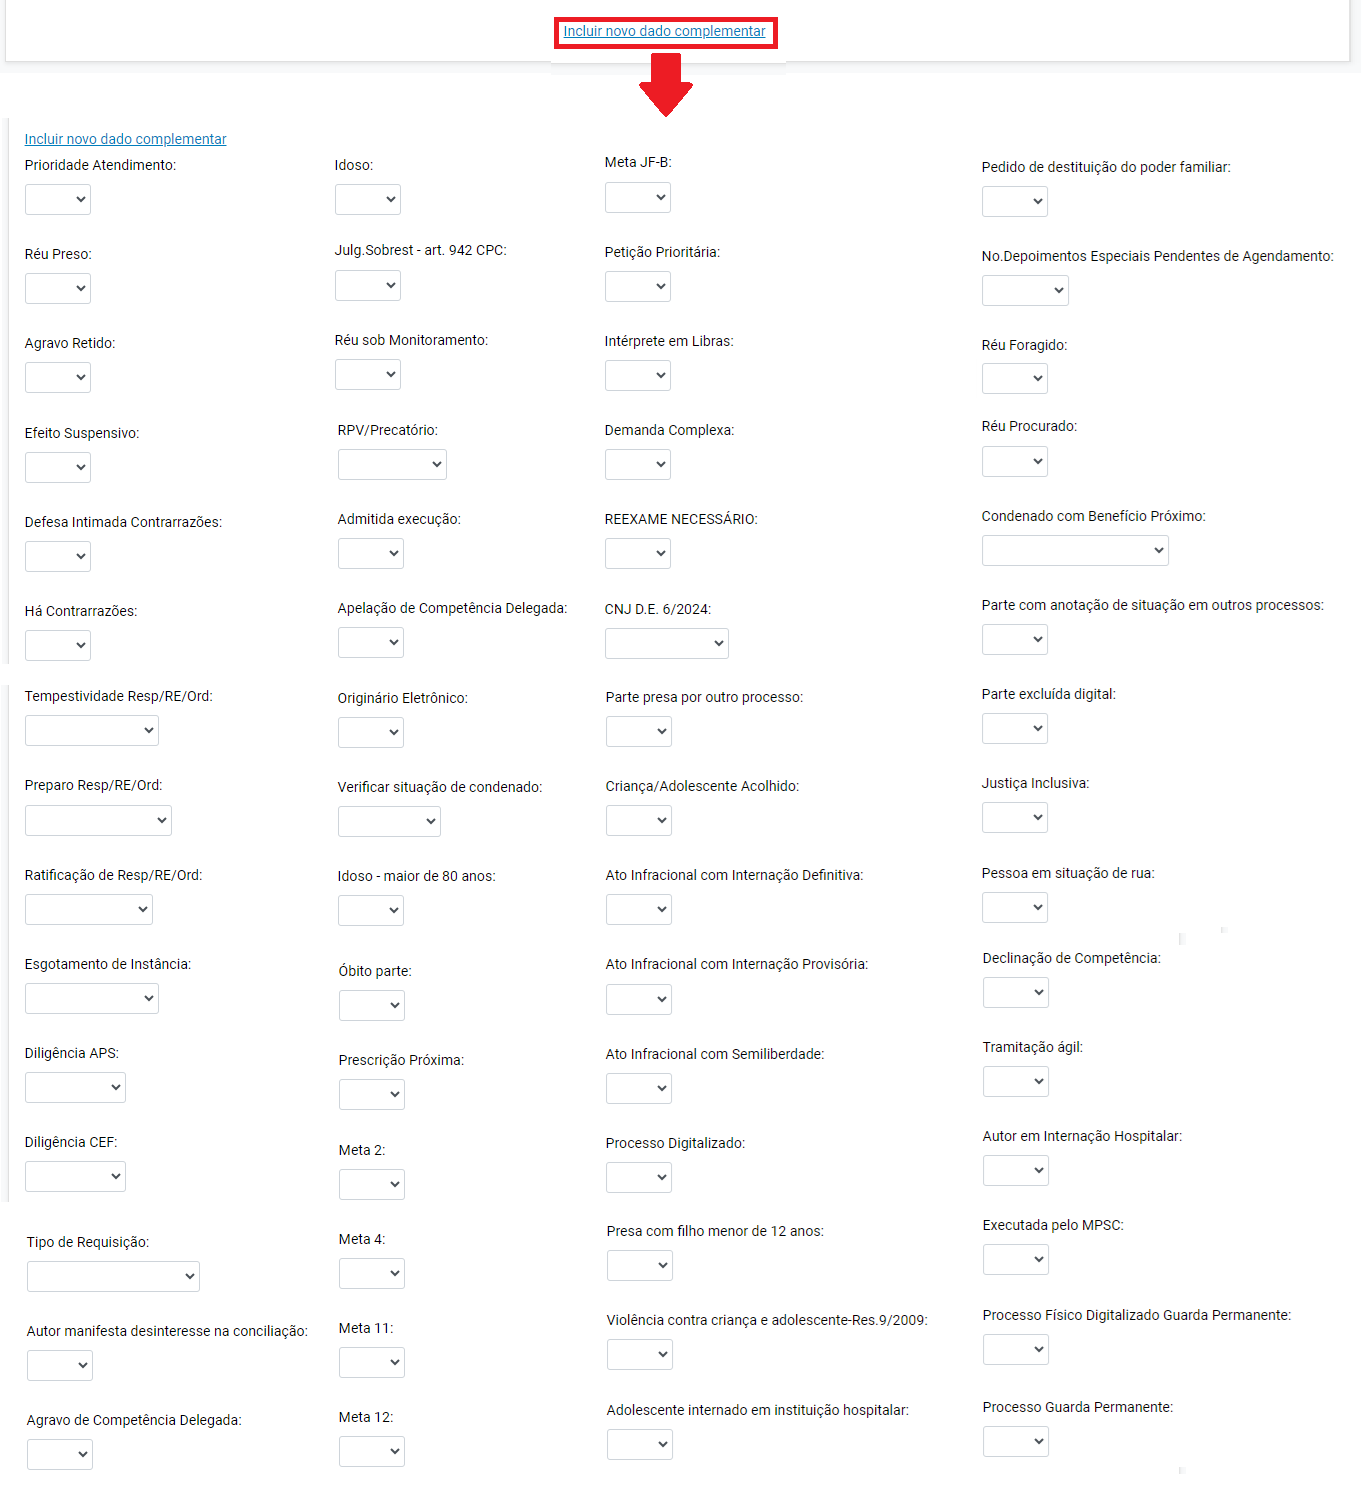 Incluir novo dado complementar
Incluir novo dado complementar
Prioridade Atendimento:
Idoso:
Meta JF-B:
Pedido de destituição do poder familiar:
Réu Preso:
Julg.Sobrest - art. 942 CPC:
Petição Prioritária:
No.Depoimentos Especiais Pendentes de Agendamento:
Agravo Retido:
Réu sob Monitoramento:
Intérprete em Libras:
Réu Foragido:
Efeito Suspensivo:
RPV/Precatório:
Demanda Complexa:
Réu Procurado:
Defesa Intimada Contrarrazões:
Admitida execução:
REEXAME NECESSÁRIO:
Condenado com Benefício Próximo:
Há Contrarrazões:
Apelação de Competência Delegada:
CNJ D.E. 6/2024:
Parte com anotação de situação em outros processos:
Tempestividade Resp/RE/Ord:
Originário Eletrônico:
Parte presa por outro processo:
Parte excluída digital:
Preparo Resp/RE/Ord:
Verificar situação de condenado:
Criança/Adolescente Acolhido:
Justiça Inclusiva:
Ratificação de Resp/RE/Ord:
Idoso - maior de 80 anos:
Ato Infracional com Internação Definitiva:
Pessoa em situação de rua:
Esgotamento de Instância:
Óbito parte:
Ato Infracional com Internação Provisória:
Declinação de Competência:
Diligência APS:
Prescrição Próxima:
Ato Infracional com Semiliberdade:
Tramitação ágil:
Diligência CEF:
Meta 2:
Processo Digitalizado:
Autor em Internação Hospitalar:
Tipo de Requisição:
Meta 4:
Presa com filho menor de 12 anos:
Executada pelo MPSC:
Autor manifesta desinteresse na conciliação:
Meta 11:
Violência contra criança e adolescente-Res.9/2009:
Processo Físico Digitalizado Guarda Permanente:
Agravo de Competência Delegada:
Meta 12:
Adolescente internado em instituição hospitalar:
Processo Guarda Permanente: